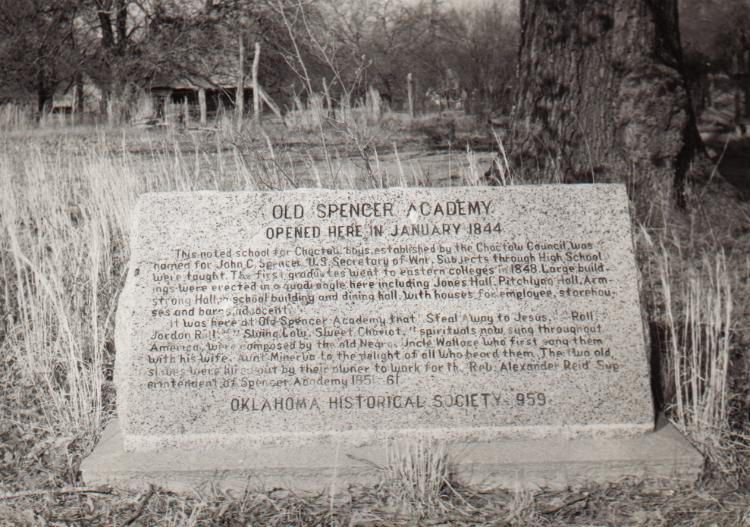 OLD SPENCER ACADEMY
OPENED HERE IN JANUARY 1844
This noted school for Choctaw boys, established by the Choctaw Council, was
named for John C. Spencer, U.S. Secretary of War. Subjects through High School
were taught. The first graduates went to eastern colleges in 1848. Large build-
ings were erected in a quadrangle here including Jones Hall, Pitchlynn Hall, Arm-
strong Hall, school building and dining hall, with houses for employee, storehou-
ses and barns adjacent.
It was here at Old Spencer Academy that "Steal Away to Jesus," "Roll
Jordan Roll," "Swing Low, Sweet Chariot," spirituals now sung throughout
America, were composed by the old Negro, Uncle Wallace who first sang them
with his wife, Aunt Minerva to the delight of all who heard them. The two old
slaves were hired out by their owner to work for th Rev. Alexander Reid Sup
erintendent of Spencer Academy 1851-61
OKLAHOMA HISTORICAL SOCIETY 959